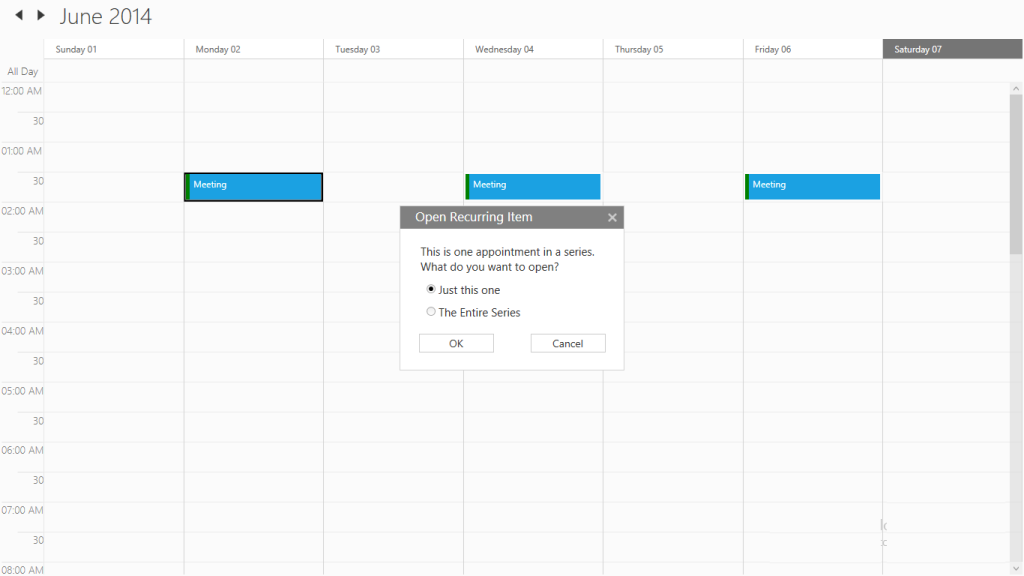 June 2014
Sunday 01
Monday 02
Tuesday 03
Wednesday 04
Thursday 05
Friday 06
Saturday 07
All Day
12:00 AM
30
01:00 AM
30
Meeting
Meeting
Meeting
02:00 AM
30
03:00 AM
30
04:00 AM
30
05:00 AM
30
06:00 AM
30
07:00 AM
30
08:00 AM
Open Recurring Item
This is one appointment in a series.
What do you want to open?
Just this one
The Entire Series
OK
Cancel